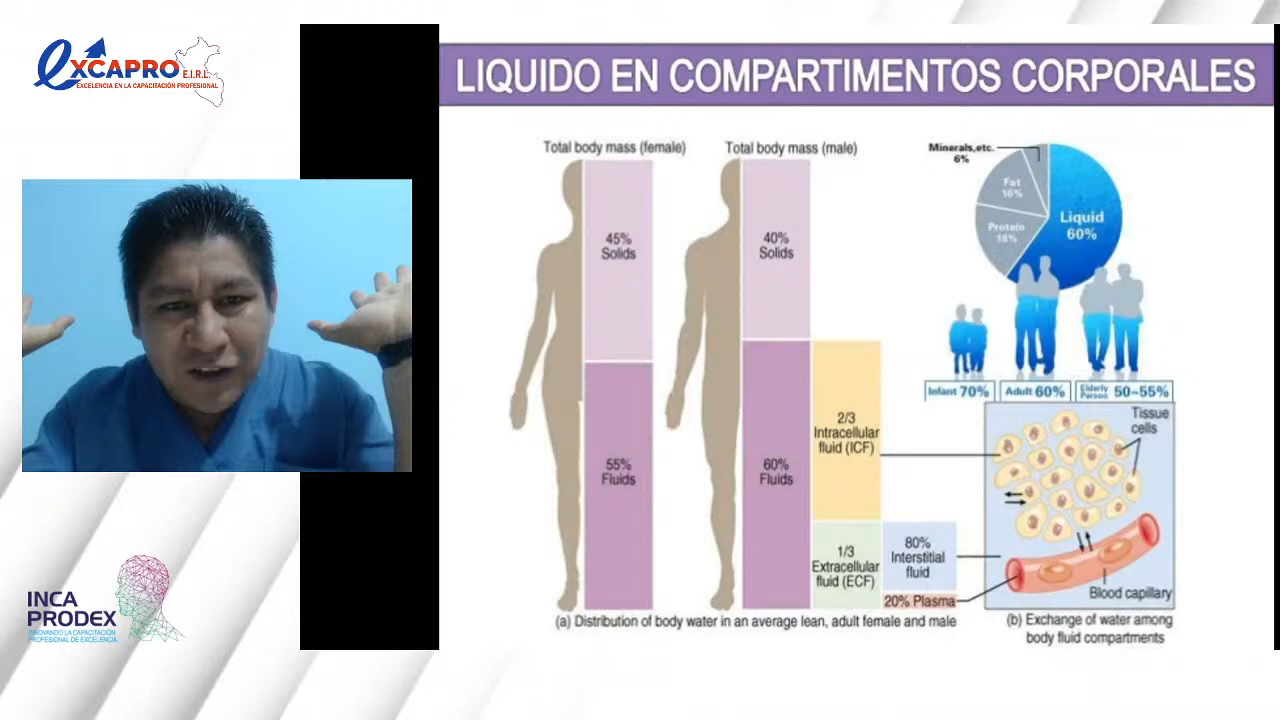 excapro E.I.R.L.
EXCELENCIA EN LA CAPACITACIÓN PROFESIONAL
LIQUIDO EN COMPARTIMENTOS CORPORALES
Total body mass (female)
45%
Solids
55%
Fluids
Total body mass (male)
40%
Solids
60%
Fluids
2/3
Intracellular
fluid (ICF)
1/3
Extracellular
fluid (ECF)
80%
Interstitial
fluid
20% Plasma
(a) Distribution of body water in an average lean, adult female and male
Minerals,etc.
6%
Fat
16%
Protein
18%
Liquid
60%
Infant 70%
Adult 60%
Elderly
Person 50~55%
Tissue
cells
Blood capillary
(b) Exchange of water among
body fluid compartments
INCA
PRODEX
INNOVANDO LA CAPACITACIÓN
PROFESIONAL DE EXCELENCIA